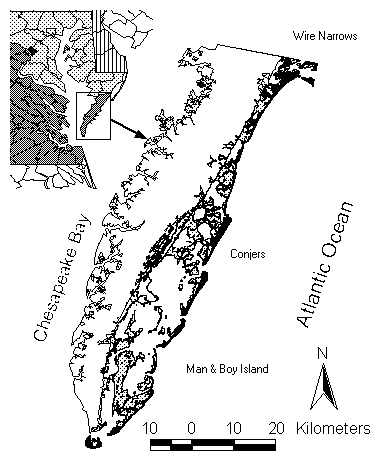 Wire Narrows
Chesapeake Bay
Atlantic Ocean
Conjers
Man & Boy Island
N
10 0 10 20 Kilometers